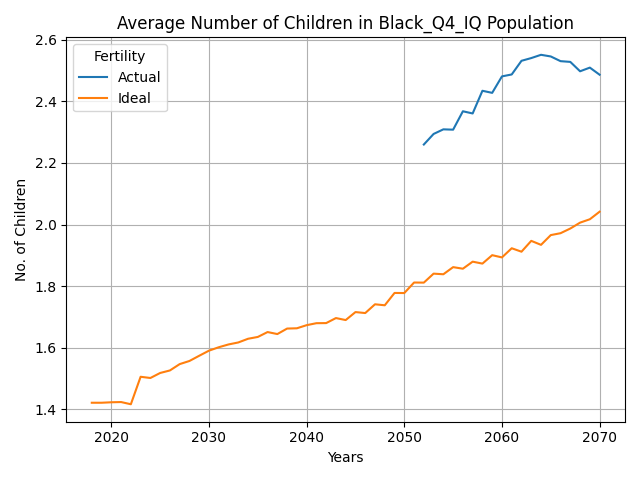 Average Number of Children in Black_Q4_IQ Population
Fertility
Actual
Ideal
No. of Children
2.6
2.4
2.2
2.0
1.8
1.6
1.4
2020 2030 2040 2050 2060 2070
Years